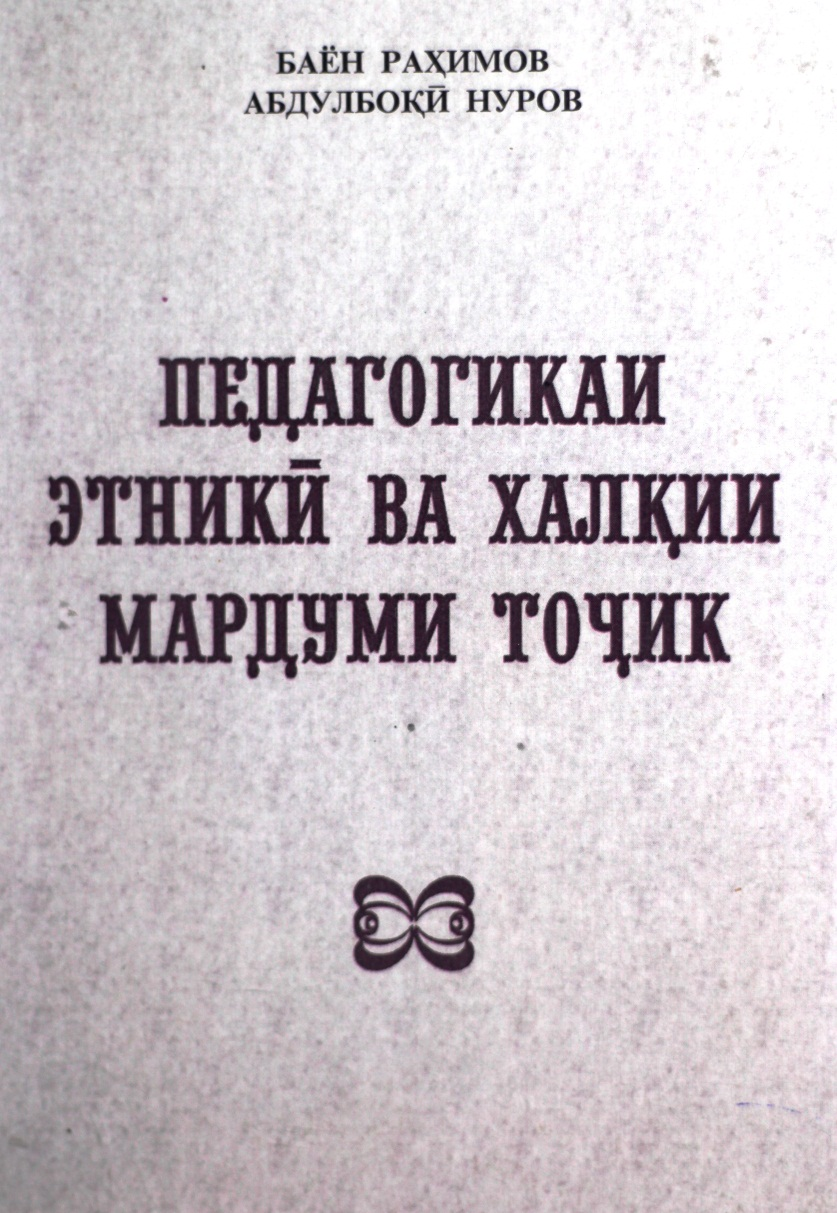 БАЁН РАҲИМОВ
АБДУЛБОҚӢ НУРОВ
ПЕДАГОГИКАИ
ЭТНИКӢ ВА ХАЛҚИИ
МАРДУМИ ТОҶИК